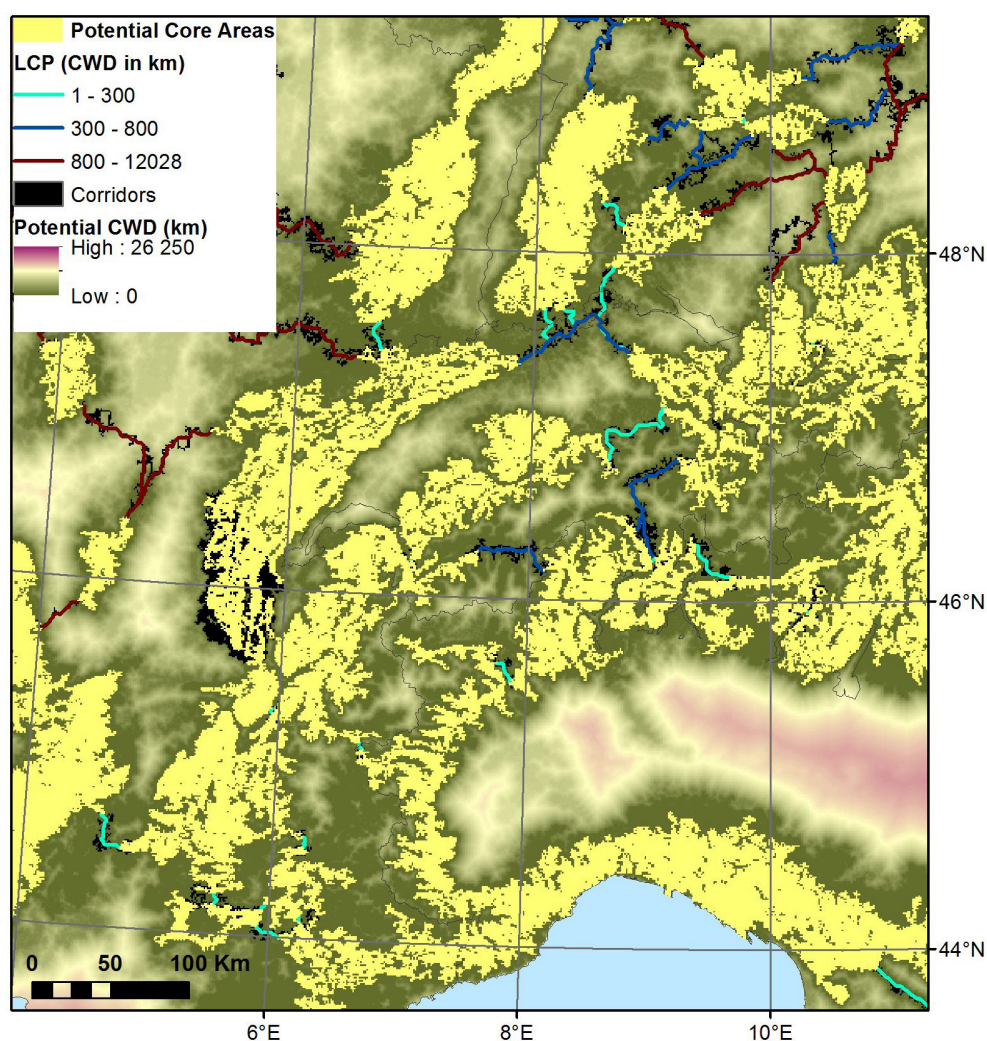 Potential Core Areas
LCP (CWD in km)
1 - 300
300 - 800
800 - 12028
Corridors
Potential CWD (km)
High : 26 250
Low : 0
48°N
46°N
44°N
0 50 100 Km
6°E 8°E 10°E